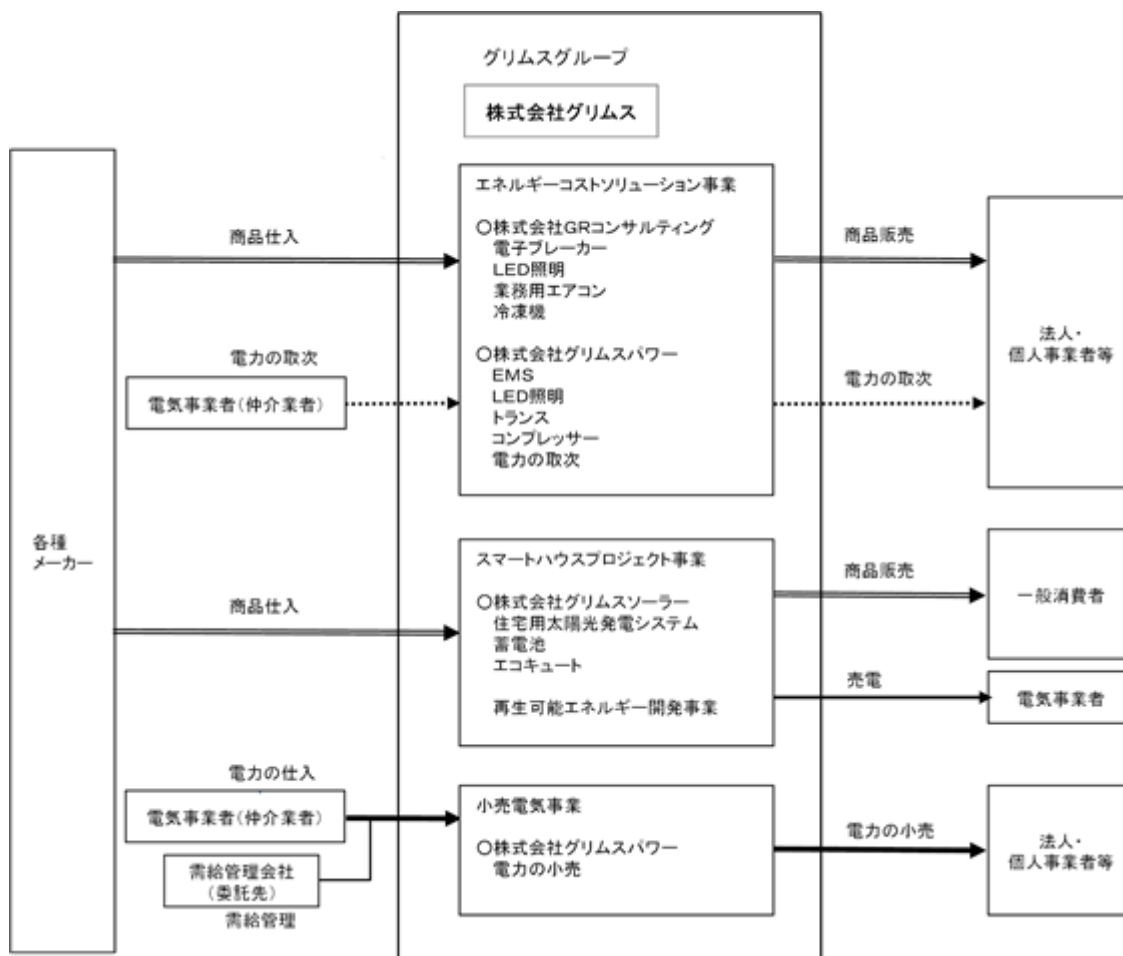 グリムスグループ
株式会社グリムス
各種
メーカー
商品仕入
エネルギーコストソリューション事業
〇株式会社GRコンサルティング
電子ブレーカー
LED照明
業務用エアコン
冷凍機
〇株式会社グリムスパワー
EMS
LED照明
トランス
コンプレッサー
電力の取次
商品販売
電力の取次
電気事業者(仲介業者)
電力の取次
法人・
個人事業者等
商品仕入
スマートハウスプロジェクト事業
〇株式会社グリムスソーラー
住宅用太陽光発電システム
蓄電池
エコキュート
再生可能エネルギー開発事業
商品販売
一般消費者
売電
電気事業者
電力の仕入
電気事業者(仲介業者)
需給管理会社
(委託先)
需給管理
小売電気事業
〇株式会社グリムスパワー
電力の小売
電力の小売
法人・
個人事業者等